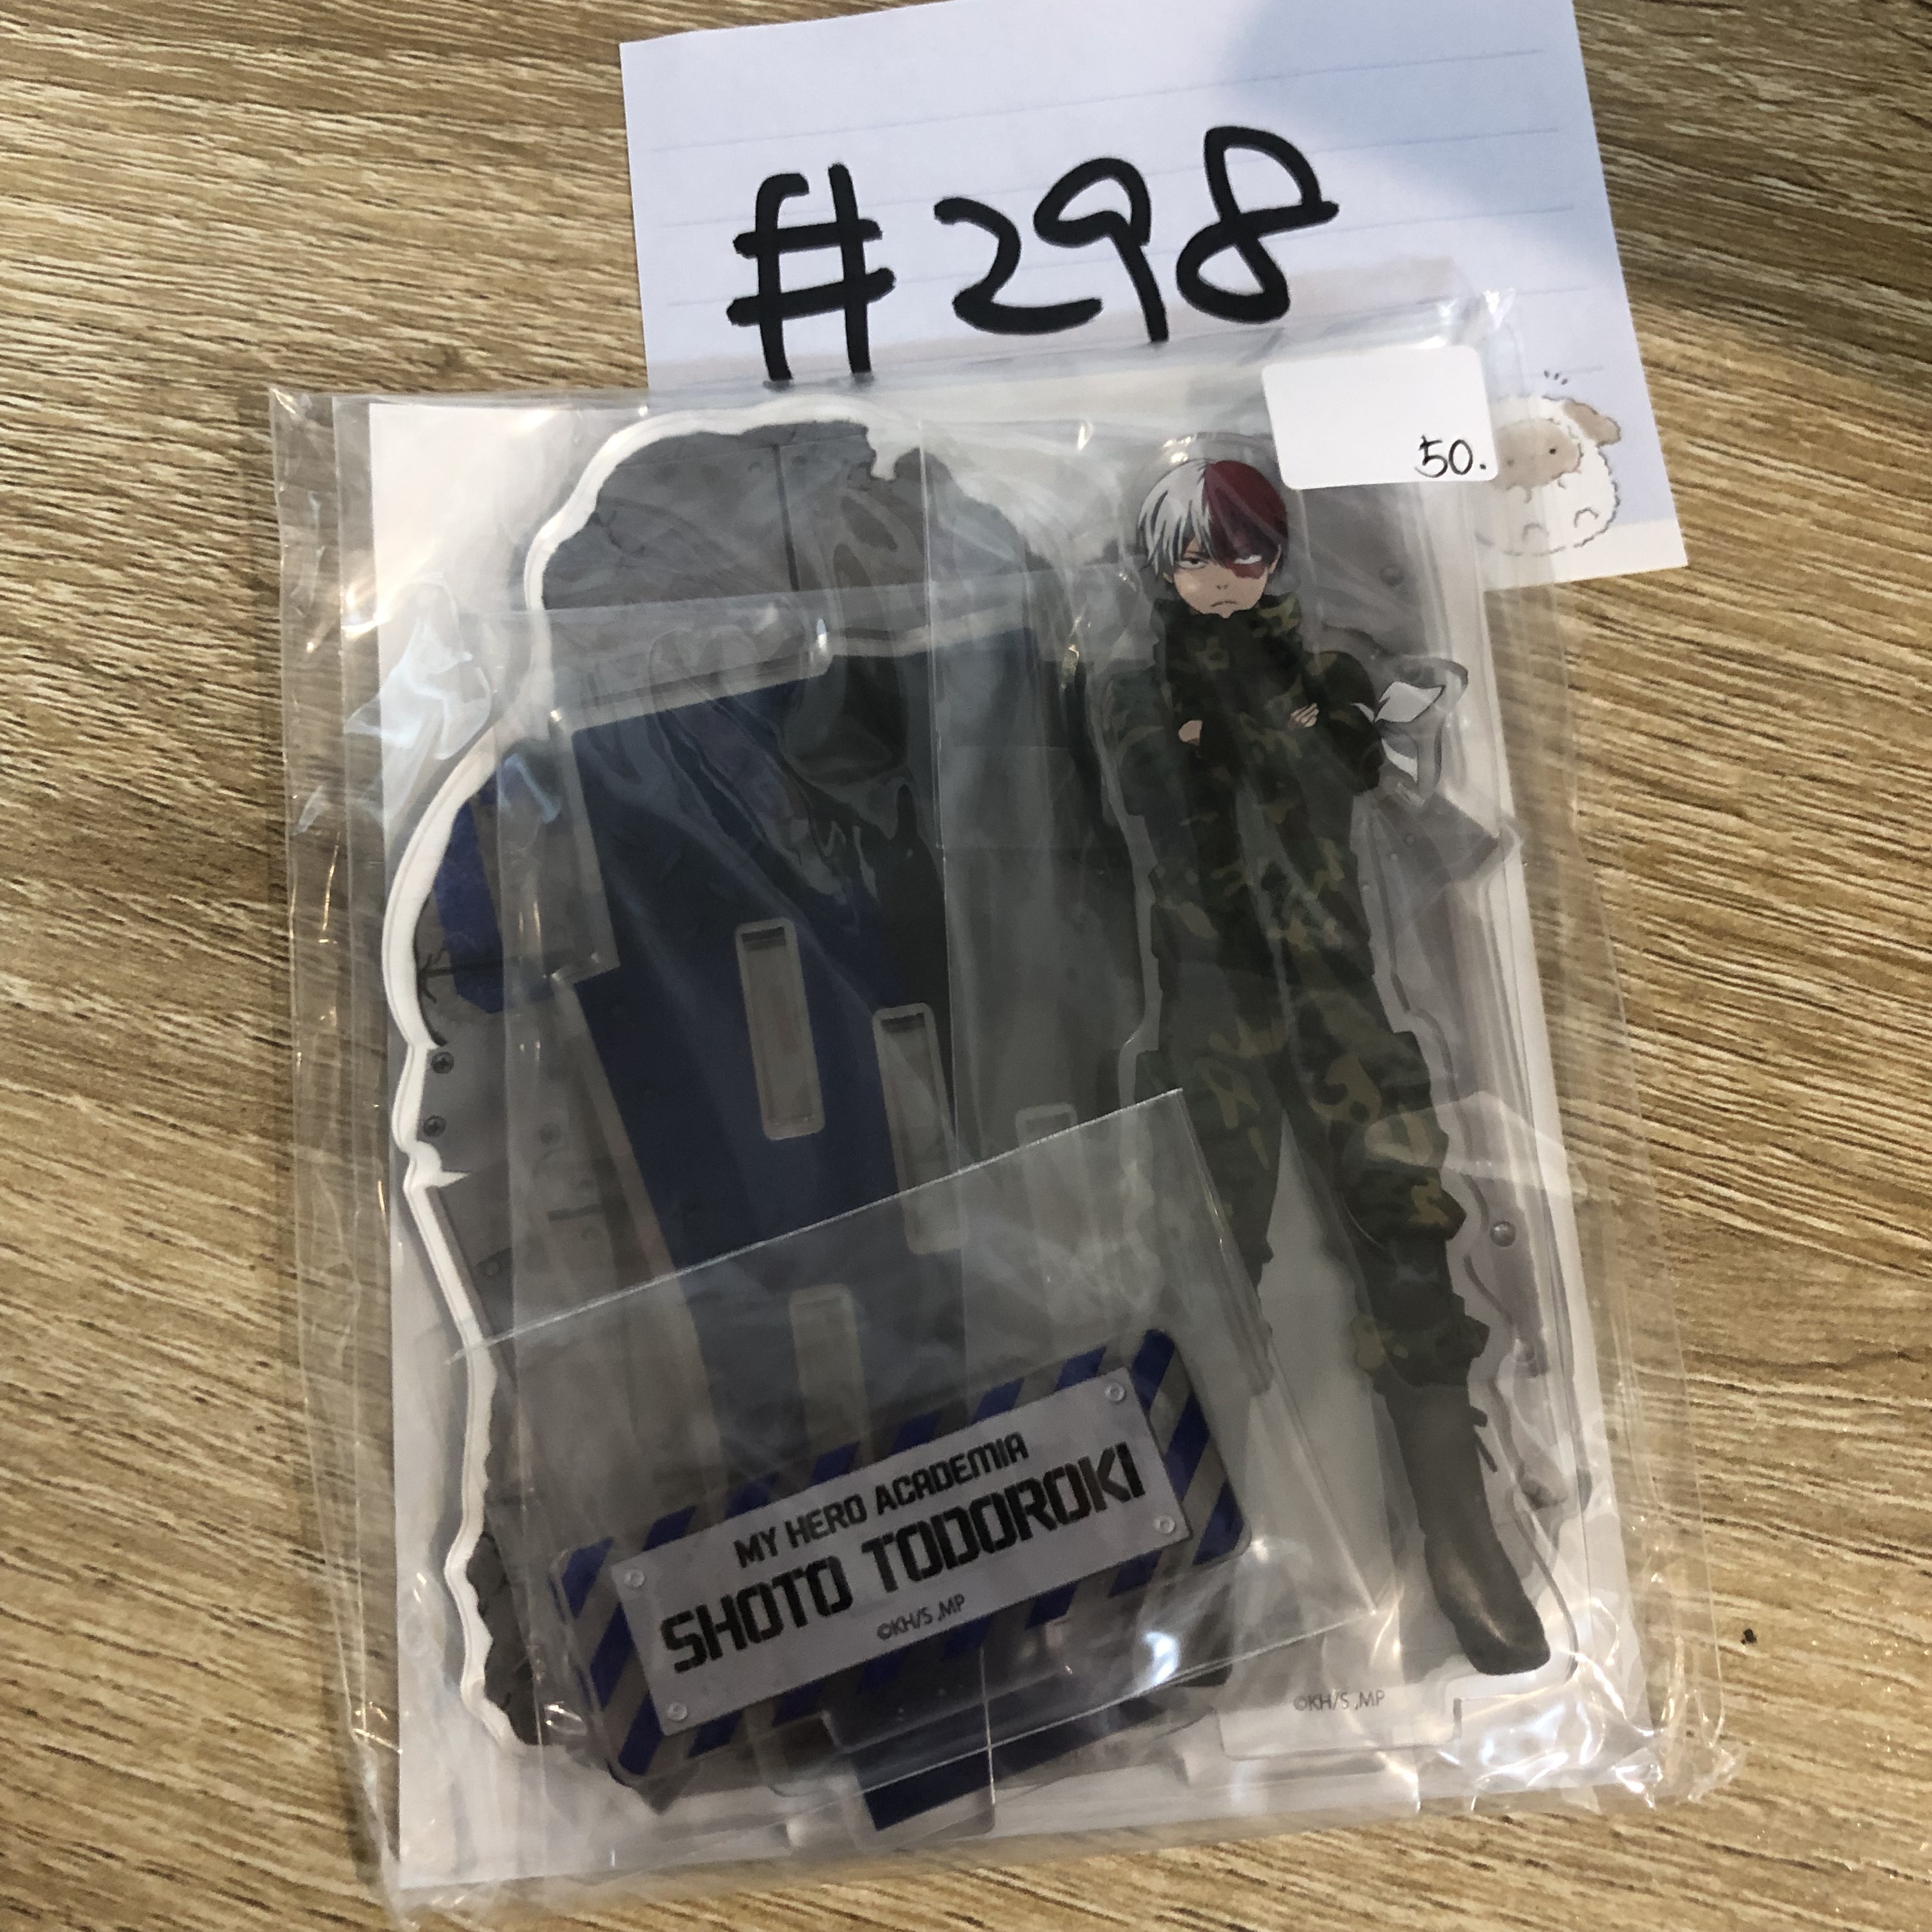 #298
50.
MY HERO ACADEMIA
SHOTO TODOROKI
©KH/S ,MP
©KH/S ,MP